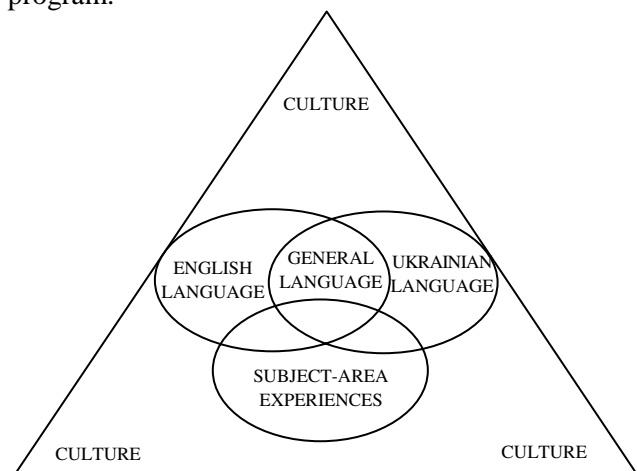 program.
CULTURE
ENGLISH
LANGUAGE
GENERAL
LANGUAGE
UKRAINIAN
LANGUAGE
SUBJECT-AREA
EXPERIENCES
CULTURE
CULTURE